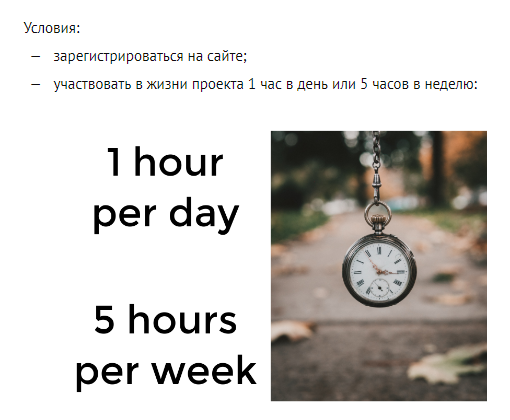 Условия:
— зарегистрироваться на сайте;
— участвовать в жизни проекта 1 час в день или 5 часов в неделю:
1 hour
per day
5 hours
per week